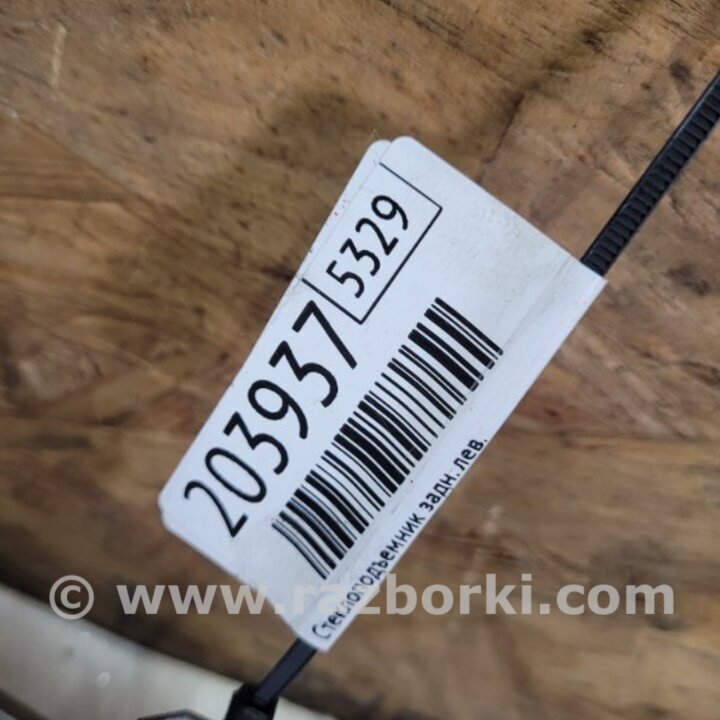 203937 5329
Стеклоподъемник задн. лев.
© www.razborki.com